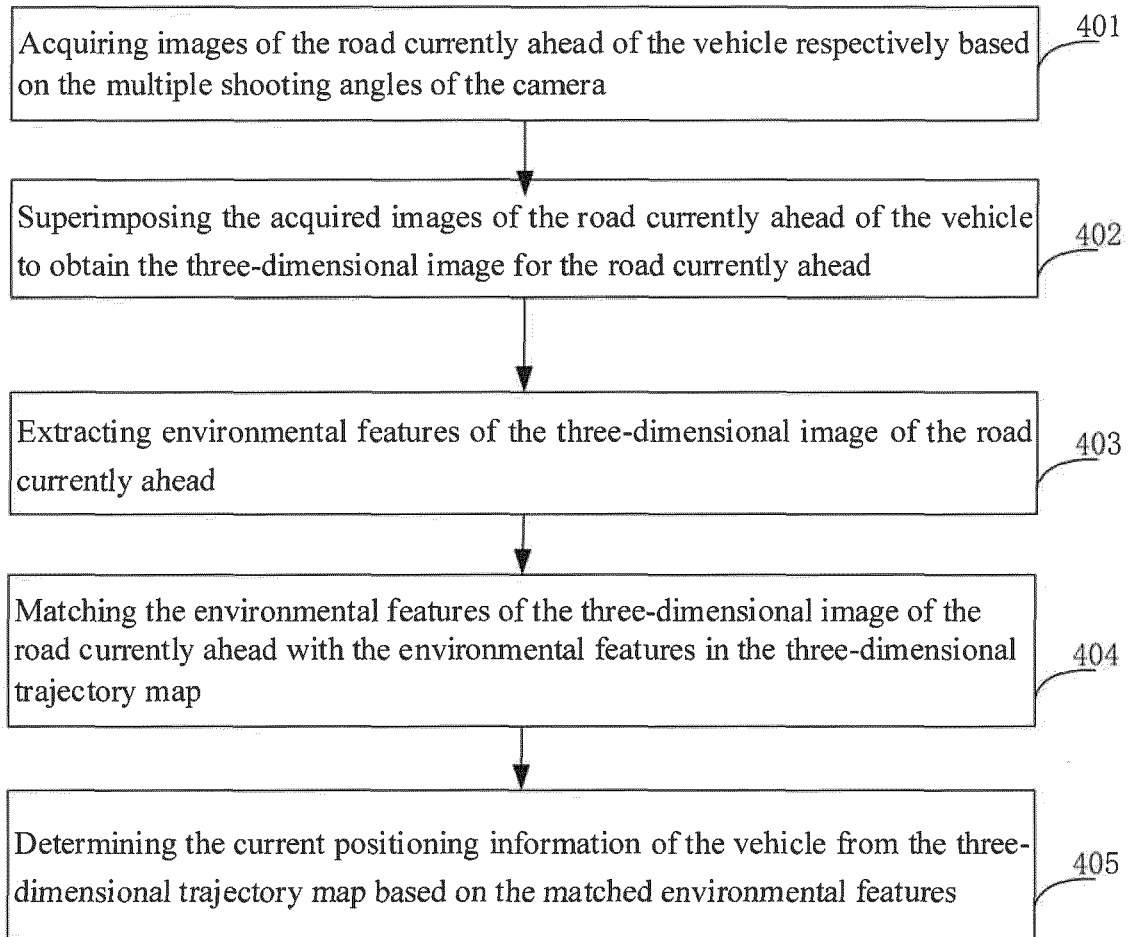 Acquiring images of the road currently ahead of the vehicle respectively based
on the multiple shooting angles of the camera
401
Superimposing the acquired images of the road currently ahead of the vehicle
to obtain the three-dimensional image for the road currently ahead
402
Extracting environmental features of the three-dimensional image of the road
currently ahead
403
Matching the environmental features of the three-dimensional image of the
road currently ahead with the environmental features in the three-dimensional
trajectory map
404
Determining the current positioning information of the vehicle from the three-
dimensional trajectory map based on the matched environmental features
405